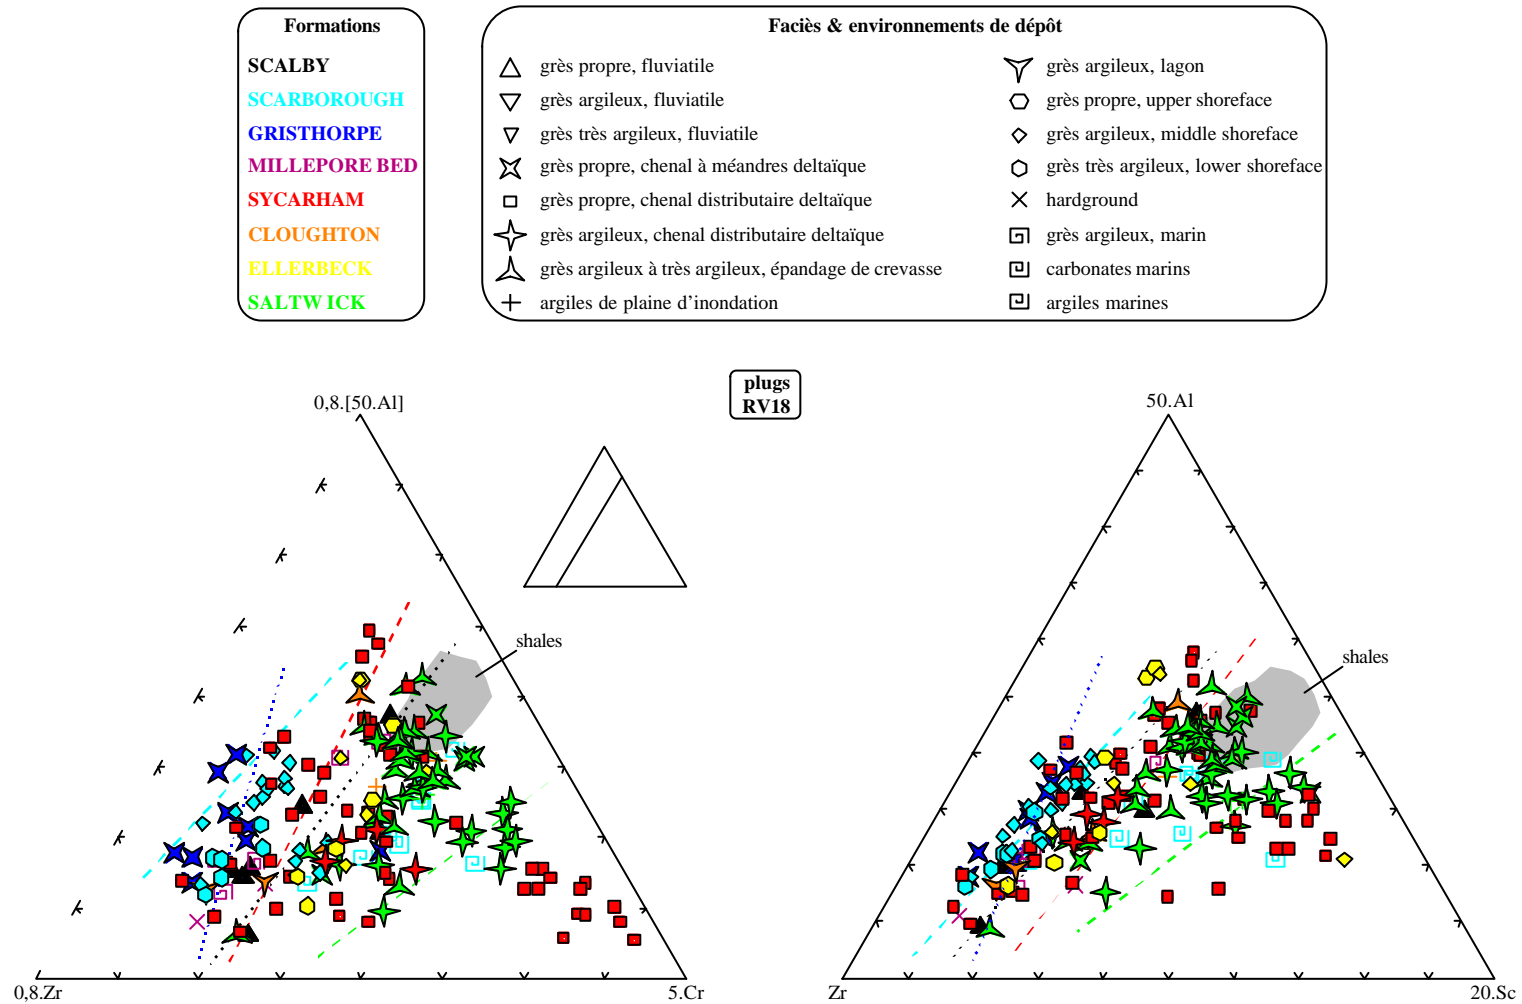 Formations
SCALBY
SCARBOROUGH
GRISTHORPE
MILLEPORE BED
SYCARHAM
CLOUGHTON
ELLERBECK
SALTW ICK
Faciès & environnements de dépôt
grès propre, fluviatile
grès argileux, fluviatile
grès très argileux, fluviatile
grès propre, chenal à méandres deltaïque
grès propre, chenal distributaire deltaïque
grès argileux, chenal distributaire deltaïque
grès argileux à très argileux, épandage de crevasse
argiles de plaine d'inondation
grès argileux, lagon
grès propre, upper shoreface
grès argileux, middle shoreface
grès très argileux, lower shoreface
hardground
grès argileux, marin
carbonates marins
argiles marines
plugs
RV18
0,8.[50.Al]
shales
0,8.Zr
5.Cr
50.Al
shales
Zr
20.Sc